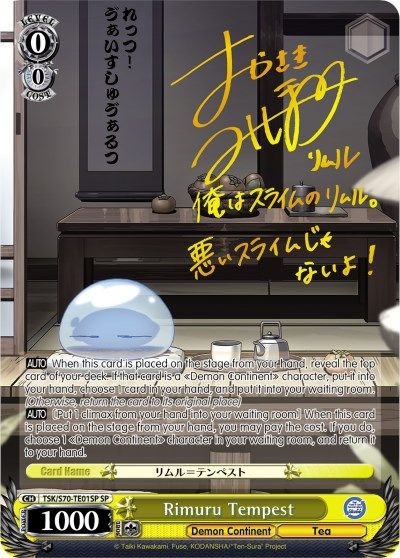 LEVEL
0
0
COST
れっつ!
ゔぁいすしゅゔぁるつ
リムル
俺はスライムのリムル。
悪いスライムじゃ
ないよ!
AUTO When this card is placed on the stage from your hand, reveal the top
card of your deck. If that card is a «Demon Continent» character, put it into
your hand, choose 1 card in your hand, and put it into your waiting room.
(Otherwise, return the card to its original place)
AUTO [Put 1 climax from your hand into your waiting room] When this card
is placed on the stage from your hand, you may pay the cost. If you do,
choose 1 «Demon Continent» character in your waiting room, and return it
to your hand.
Card Name
リムル=テンペスト
CH TSK/S70-TE01SP SP
Rimuru Tempest
POWER
1000
Demon Continent
Tea
© Taiki Kawakami, Fuse, KODANSHA/"Ten-Sura" Project